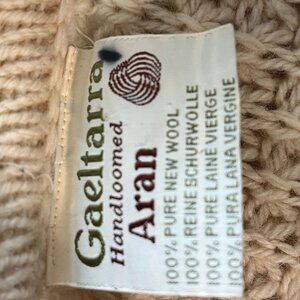 Gaeltarra
Handloomed
Aran
100% PURE NEW WOOL
100% REINE SCHURWOLLE
100% PURE LAINE VIERGE
100% PURA LANA VERGINE